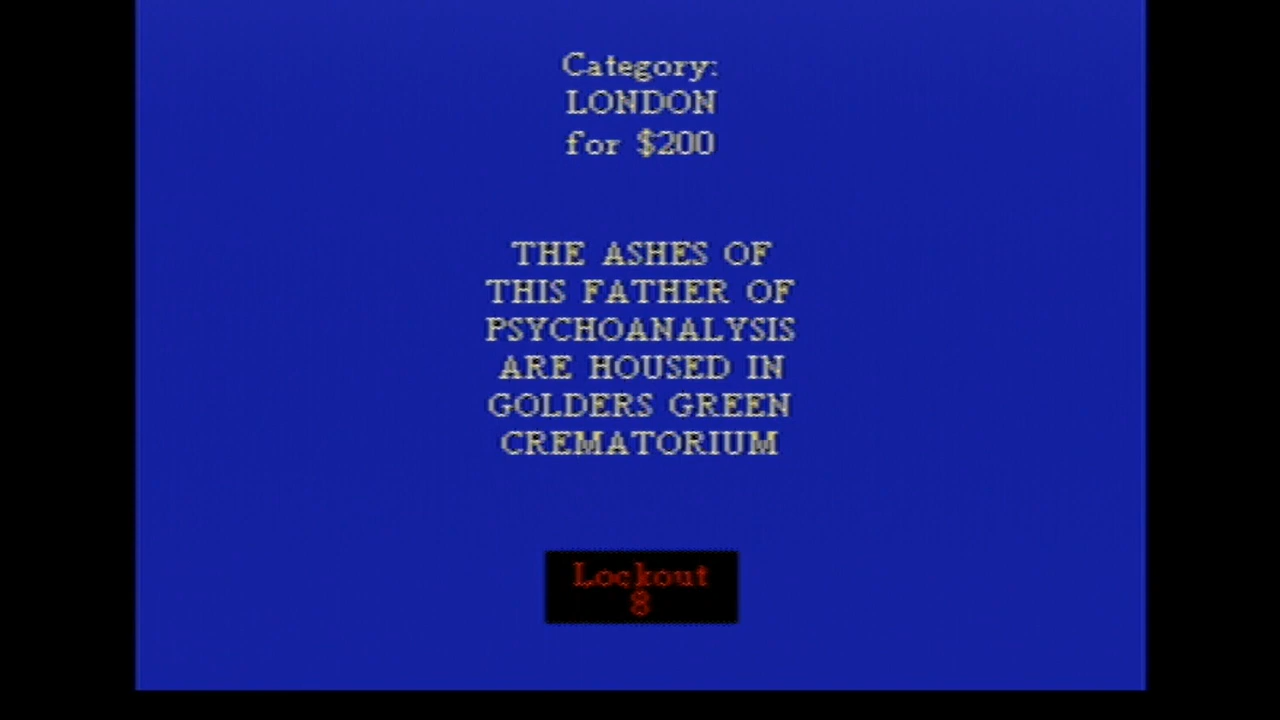 Category:
LONDON
for $200
THE ASHES OF
THIS FATHER OF
PSYCHOANALYSIS
ARE HOUSED IN
GOLDERS GREEN
CREMATORIUM
Lockout
8